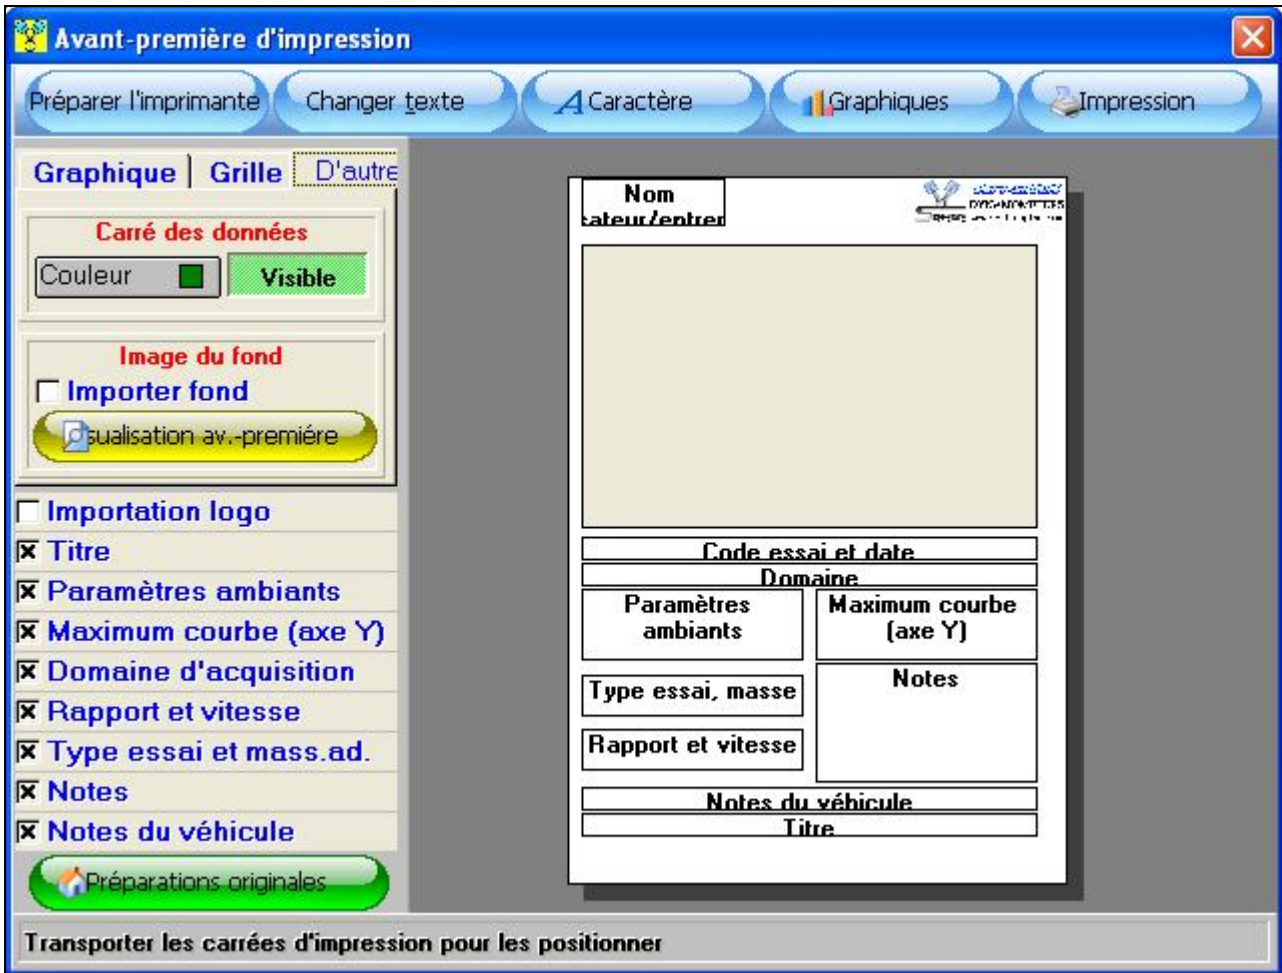 Avant-première d'impression
Préparer l'imprimante
Changer texte
A Caractère
Graphiques
Impression
Graphique
Grille
D'autre
Carré des données
Couleur
Visible
Image du fond
Importer fond
sualisation av.-premiére
Importation logo
Titre
Paramètres ambiants
Maximum courbe (axe Y)
Domaine d'acquisition
Rapport et vitesse
Type essai et mass.ad.
Notes
Notes du véhicule
Préparations originales
Nom
ateur/entrer
DYNAMOMETRES
Code essai et date
Domaine
Paramètres
ambiants
Maximum courbe
(axe Y)
Type essai, masse
Notes
Rapport et vitesse
Notes du véhicule
Titre
Transporter les carrées d'impression pour les positionner